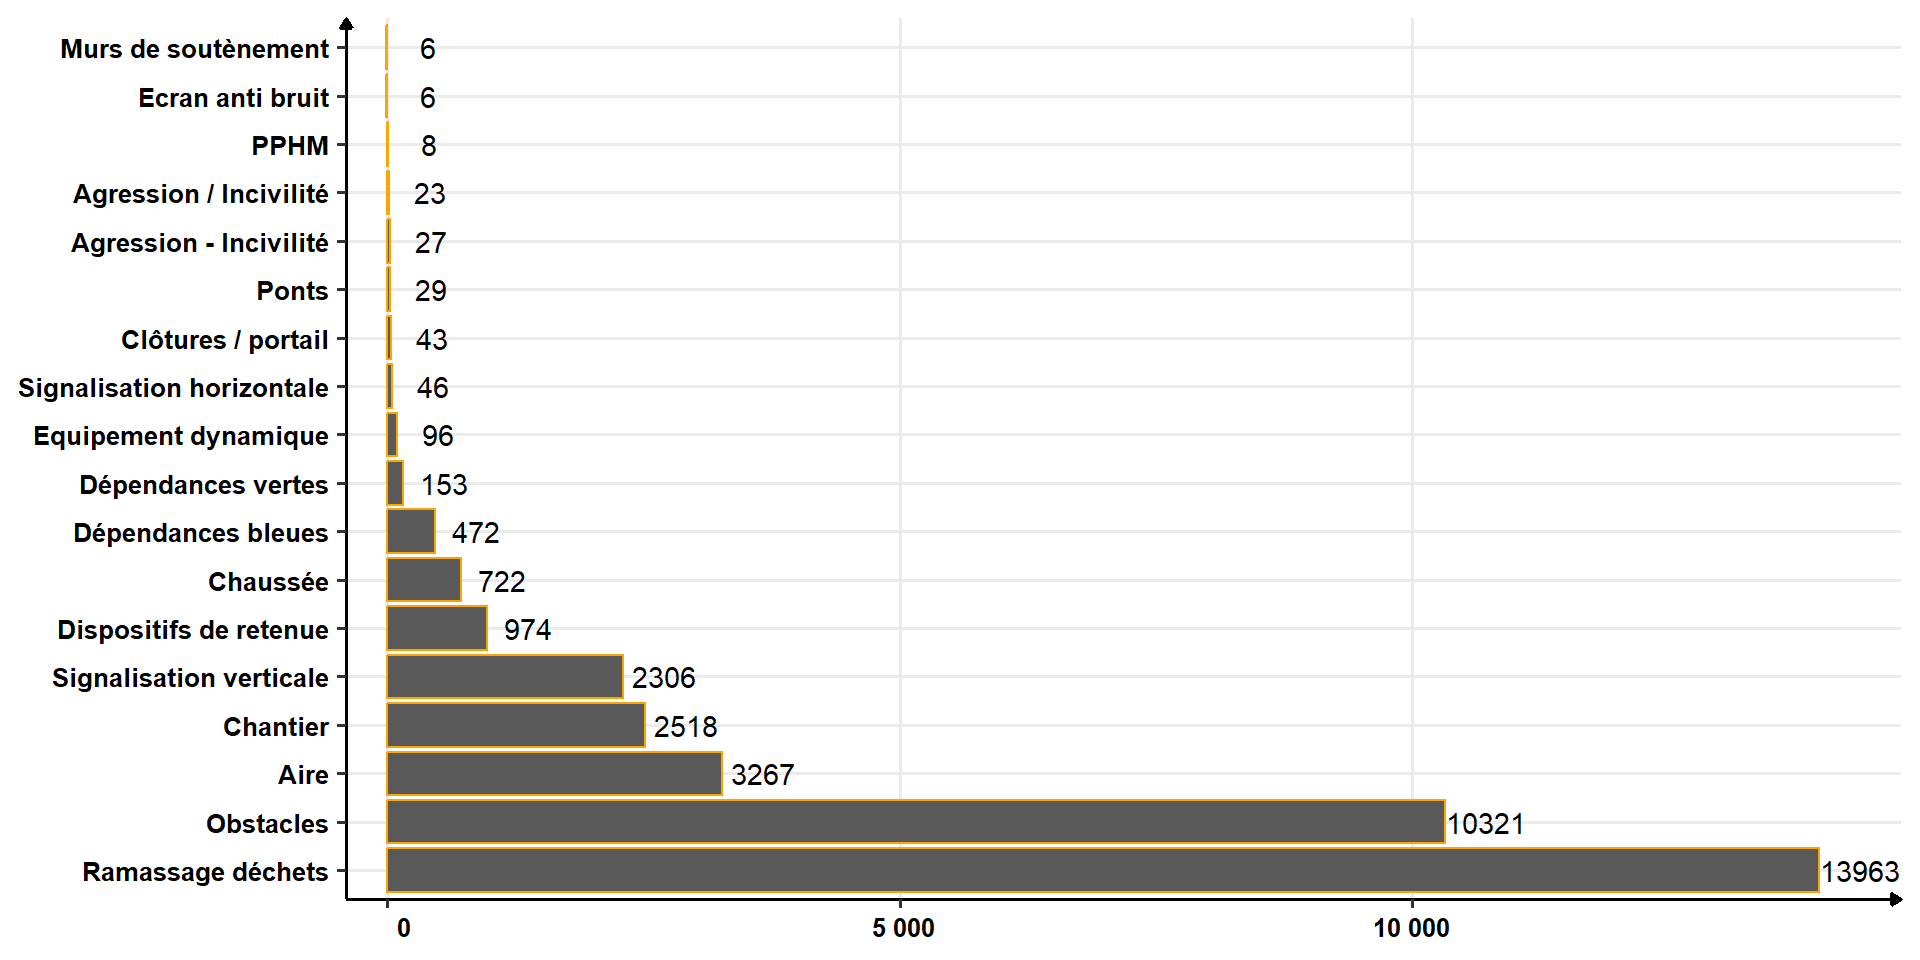 Murs de soutènement 6
Ecran anti bruit 6
PPHM 8
Agression / Incivilité 23
Agression - Incivilité 27
Ponts 29
Clôtures / portail 43
Signalisation horizontale 46
Equipement dynamique 96
Dépendances vertes 153
Dépendances bleues 472
Chaussée 722
Dispositifs de retenue 974
Signalisation verticale 2306
Chantier 2518
Aire 3267
Obstacles 10321
Ramassage déchets 13963
0 5 000 10 000